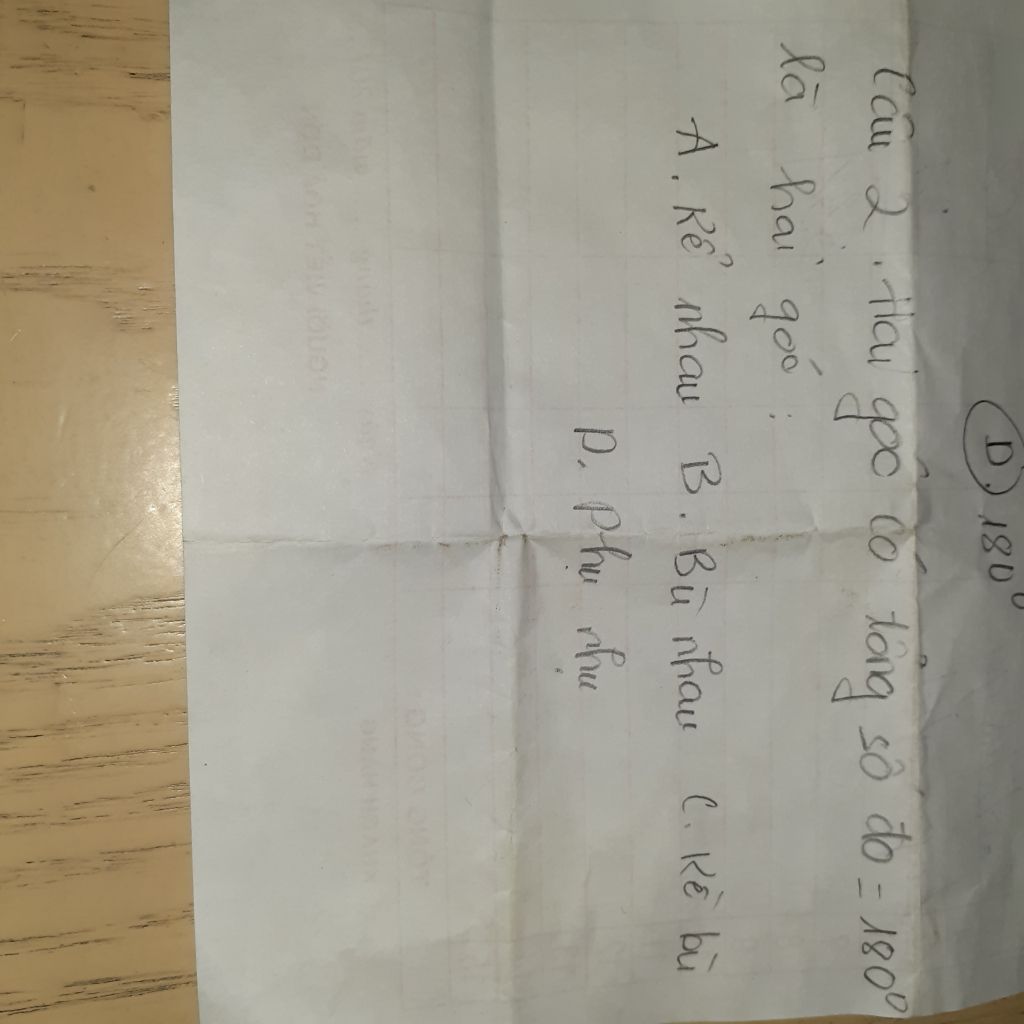 D. 180⁰
Câu 2. Hai góc có tổng số đo = 180⁰
là hai góc:
A. Kề nhau B. Bù nhau C. Kề bù
D. phụ nhụ